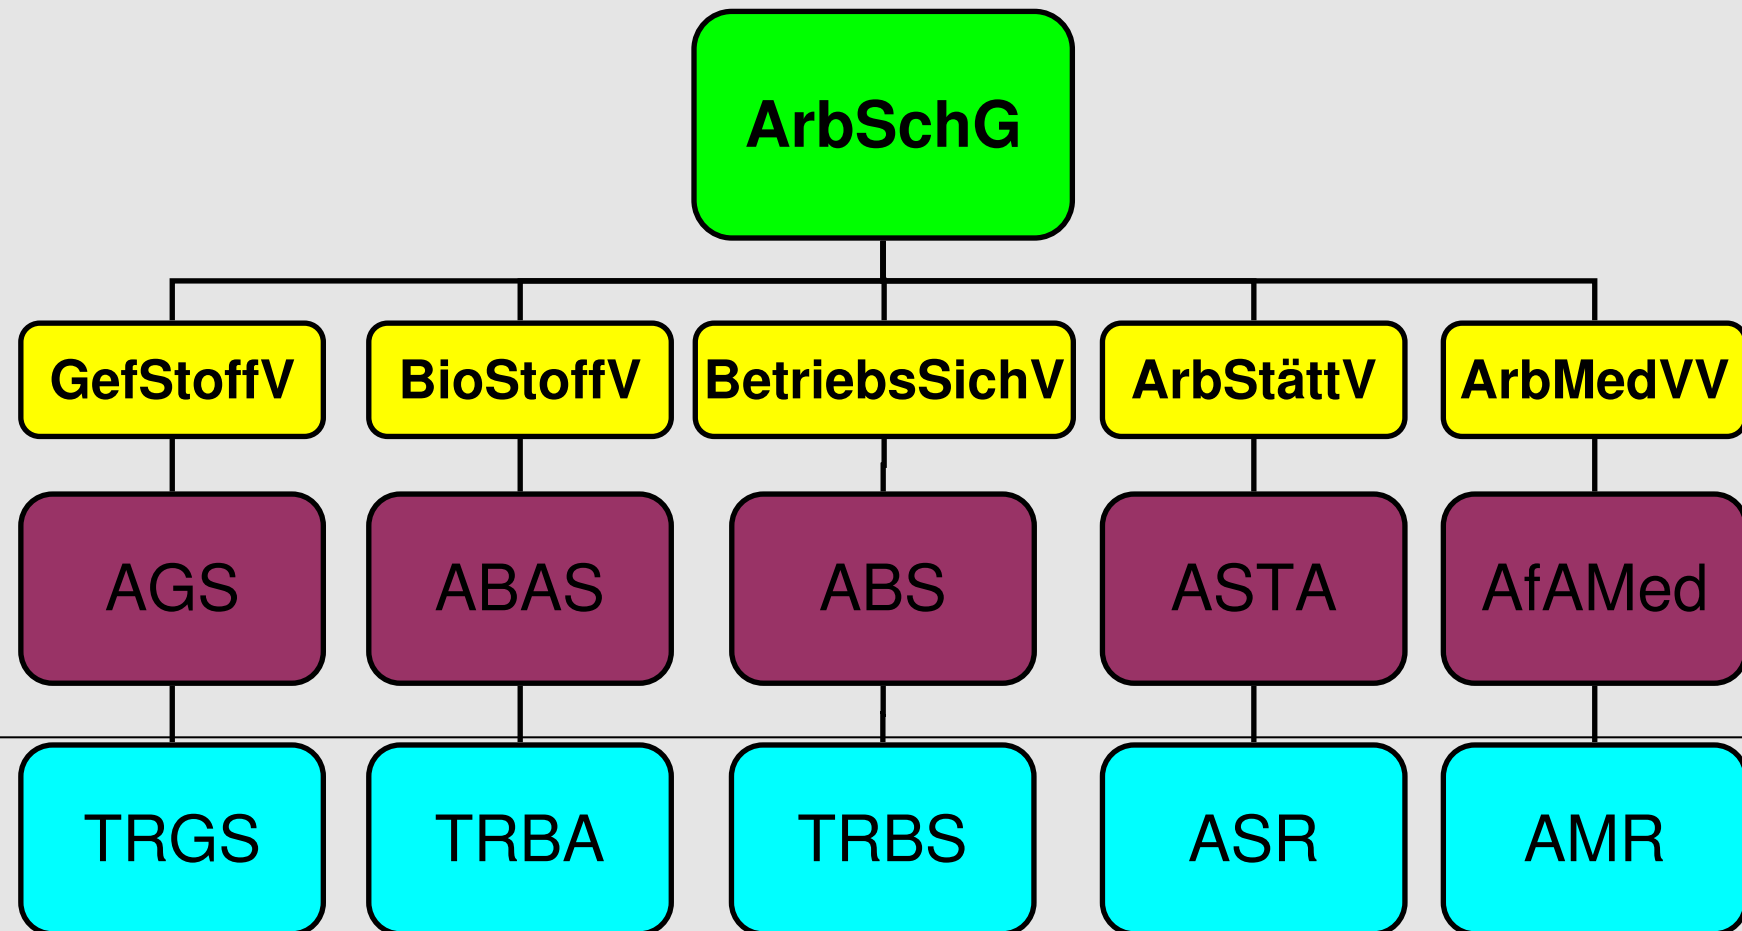 ArbSchG
GefStoffV BioStoffV BetriebsSichV ArbStättV ArbMedVV
AGS ABAS ABS ASTA AfAMed
TRGS TRBA TRBS ASR AMR